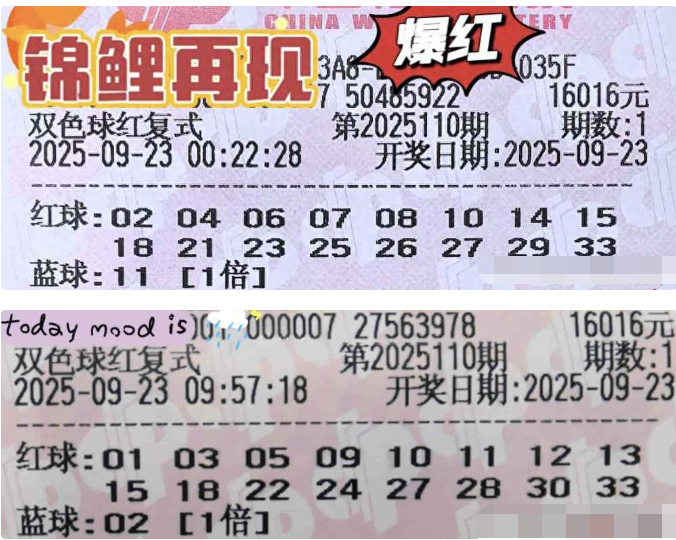 CHINA W
TERY
锦鲤再现
爆红
3A8-
035F
7 50485922 16016元
双色球红复式 第2025110期 期数:1
2025-09-23 00:22:28 开奖日期:2025-09-23
红球:02 04 06 07 08 10 14 15
18 21 23 25 26 27 29 33
蓝球:11 [1倍]
today mood is
000007 27563978 16016元
双色球红复式 第2025110期 期数:1
2025-09-23 09:57:18 开奖日期:2025-09-23
红球:01 03 05 09 10 11 12 13
15 18 22 24 27 28 30 33
蓝球:02 [1倍]